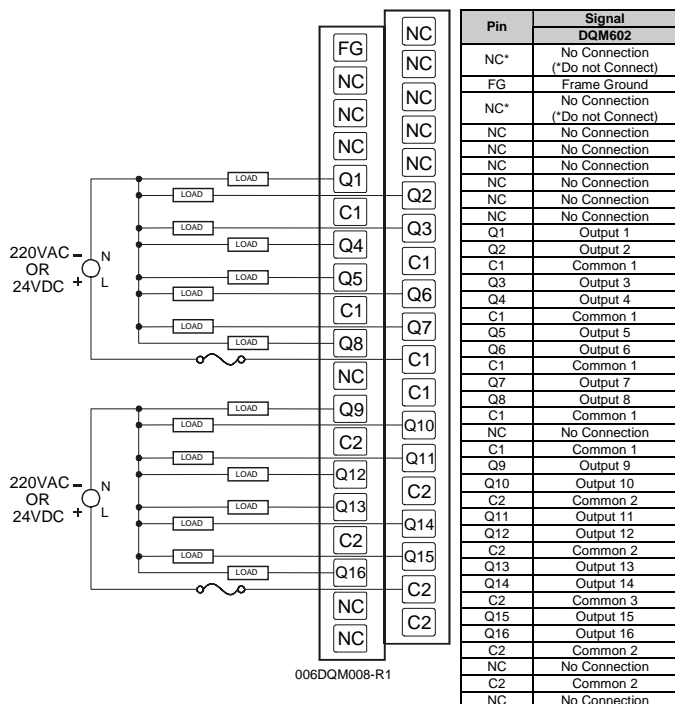 NC
FG
NC
NC
NC
NC
NC
NC
NC
Q1
Q2
C1
Q3
Q4
C1
Q5
Q6
C1
Q7
Q8
C1
NC
C1
Q9
Q10
C2
Q11
Q12
C2
Q13
Q14
C2
Q15
Q16
C2
NC
C2
NC
LOAD
LOAD
LOAD
LOAD
LOAD
LOAD
LOAD
LOAD
220VAC - N
OR
24VDC + L
LOAD
LOAD
LOAD
LOAD
LOAD
LOAD
LOAD
LOAD
220VAC - N
OR
24VDC + L
006DQM008-R1
Pin Signal
DQM602
NC* No Connection
(*Do not Connect)
FG Frame Ground
NC* No Connection
(*Do not Connect)
NC No Connection
NC No Connection
NC No Connection
NC No Connection
NC No Connection
NC No Connection
Q1 Output 1
Q2 Output 2
C1 Common 1
Q3 Output 3
Q4 Output 4
C1 Common 1
Q5 Output 5
Q6 Output 6
C1 Common 1
Q7 Output 7
Q8 Output 8
C1 Common 1
NC No Connection
C1 Common 1
Q9 Output 9
Q10 Output 10
C2 Common 2
Q11 Output 11
Q12 Output 12
C2 Common 2
Q13 Output 13
Q14 Output 14
C2 Common 3
Q15 Output 15
Q16 Output 16
C2 Common 2
NC No Connection
C2 Common 2
NC No Connection